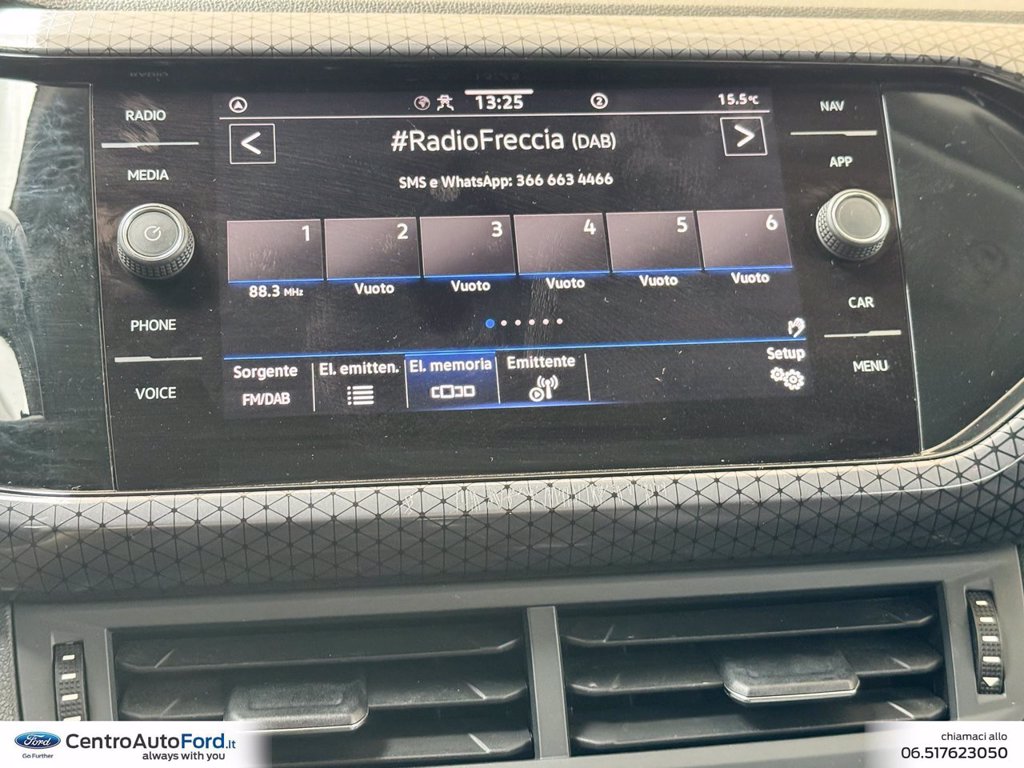 RADIO
MEDIA
PHONE
VOICE
13:25
2
15.5°C
<
#RadioFreccia (DAB)
>
SMS e WhatsApp: 366 663 4466
1 2 3 4 5 6
88.3 MHz Vuoto Vuoto Vuoto Vuoto Vuoto
Sorgente
FM/DAB
El. emitten.
El. memoria
Emittente
Setup
NAV
APP
CAR
MENU
Ford
Go Further
CentroAutoFord.it
always with you
chiamaci allo
06.517623050